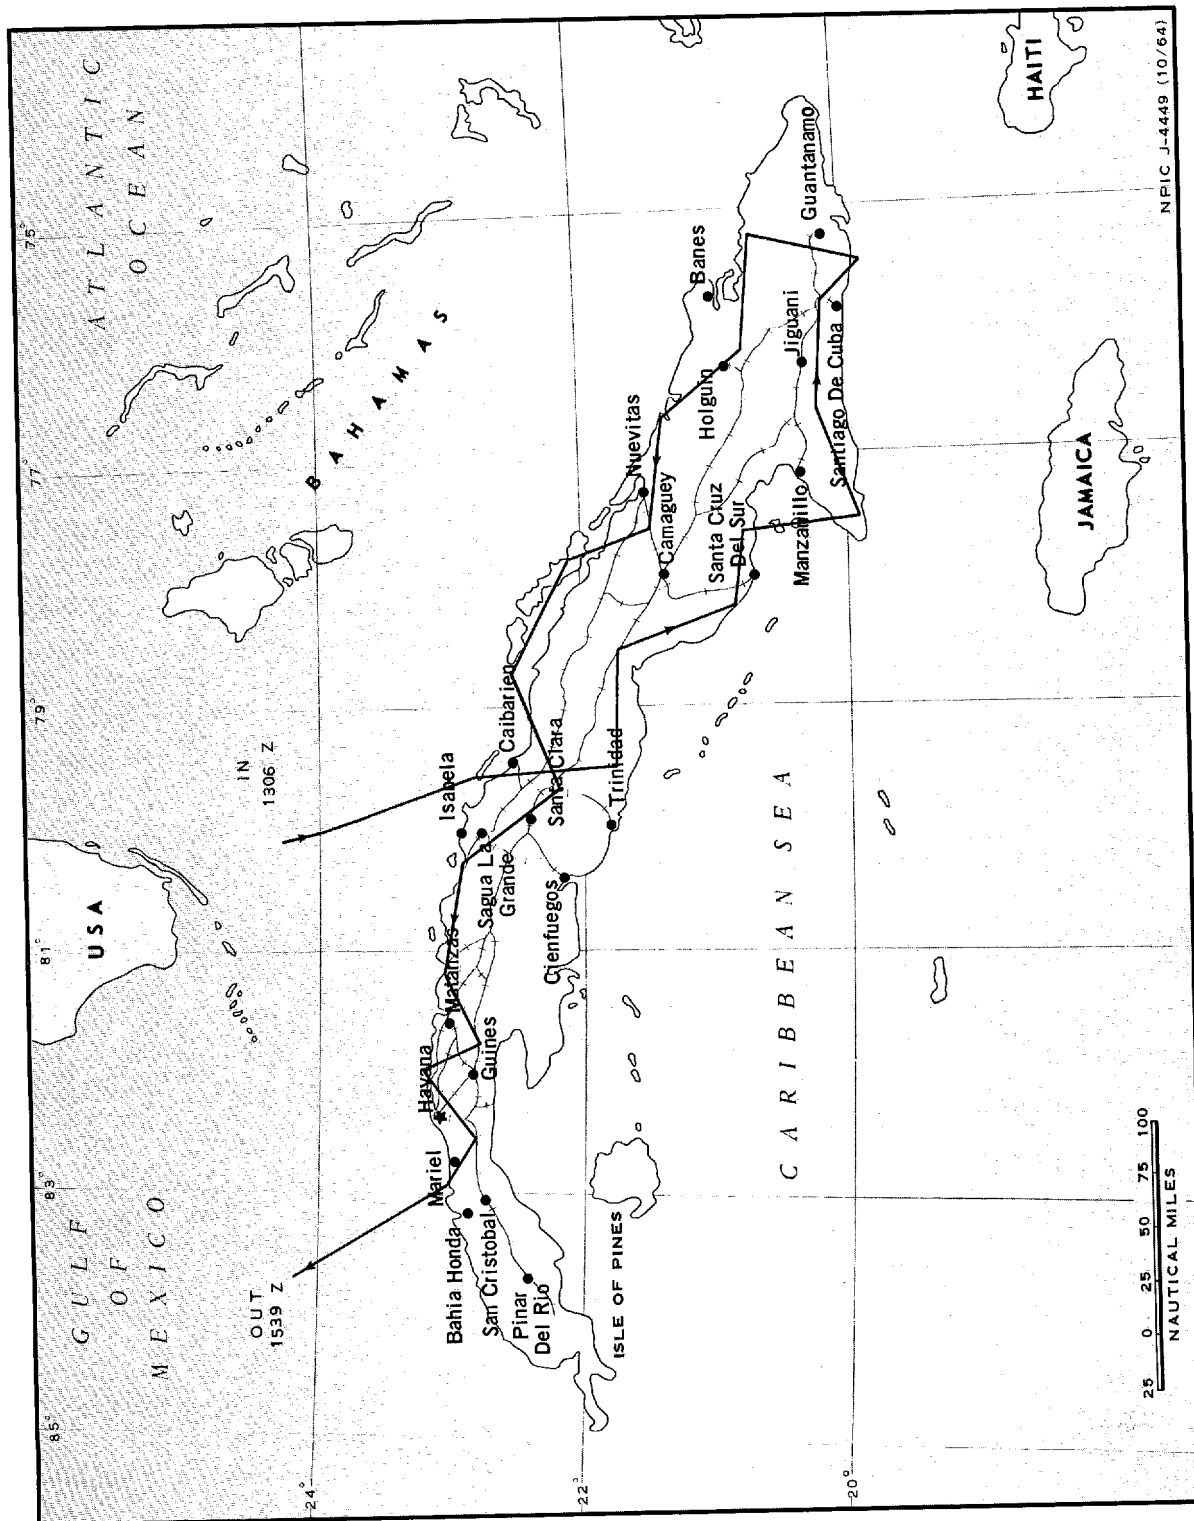 GULF
OF
MEXICO
ATLANTIC
OCEAN
USA
BAHAMAS
IN
1306 Z
OUT
1539 Z
85°
83°
81°
79°
77°
75°
24°
22°
20°
Havana
Mariel
Bahia Honda
San Cristobal
Pinar
Del Rio
Guines
Matanzas
Isabela
Sagua La
Grande
Caibarien
Santa Clara
Cienfuegos
Trinidad
Nuevitas
Camaguey
Santa Cruz
Del Sur
Holguin
Banes
Manzanillo
Jiguani
Santiago De Cuba
Guantanamo
ISLE OF PINES
CARIBBEAN SEA
JAMAICA
HAITI
25 0 25 50 75 100
NAUTICAL MILES
NPIC J-4449 (10/64)